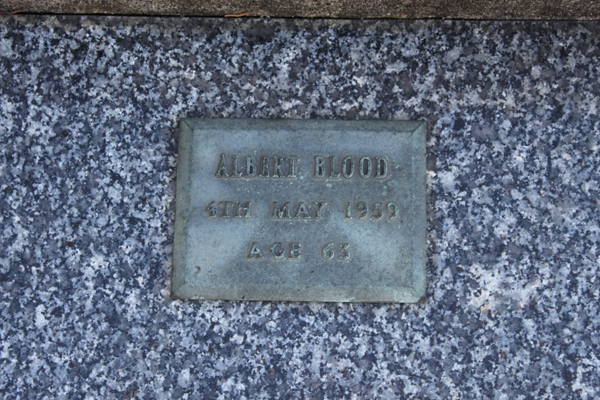 ALBERT BLOOD
4TH MAY 1959
AGE 63